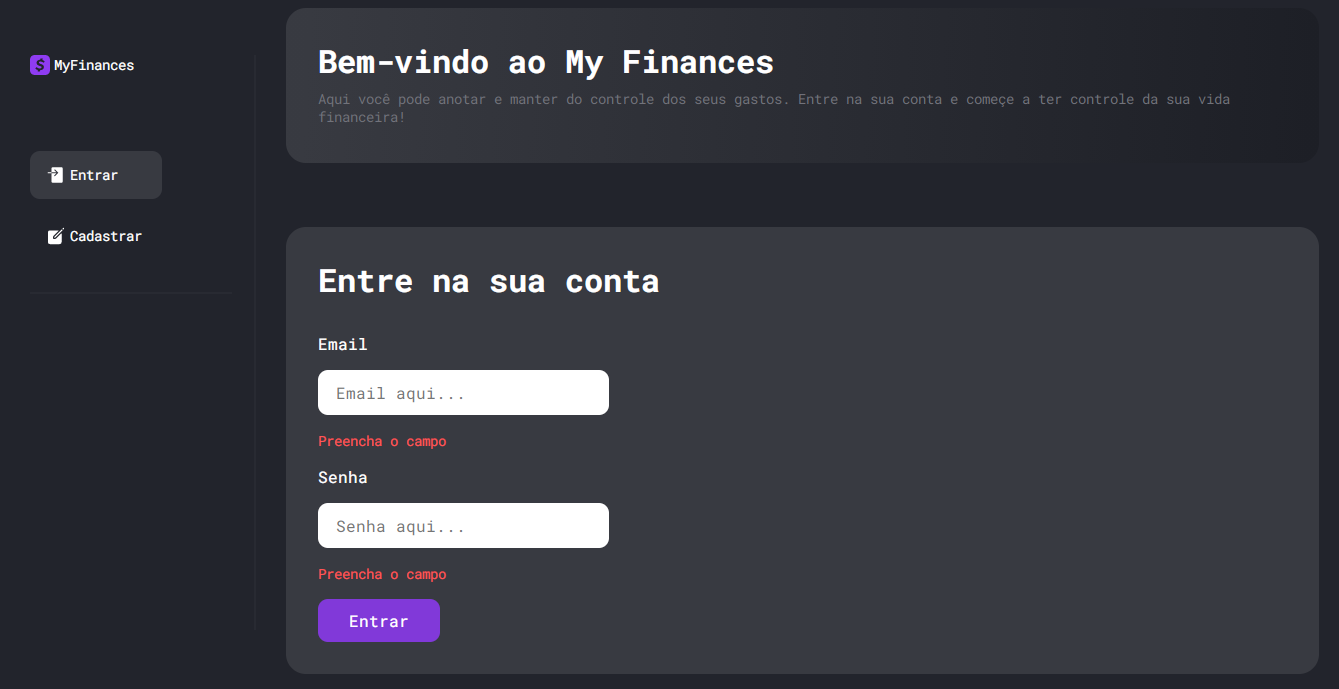 MyFinances
Entrar
Cadastrar
Bem-vindo ao My Finances
Aqui você pode anotar e manter do controle dos seus gastos. Entre na sua conta e começe a ter controle da sua vida
financeira!
Entre na sua conta
Email
Email aqui...
Preencha o campo
Senha
Senha aqui...
Preencha o campo
Entrar